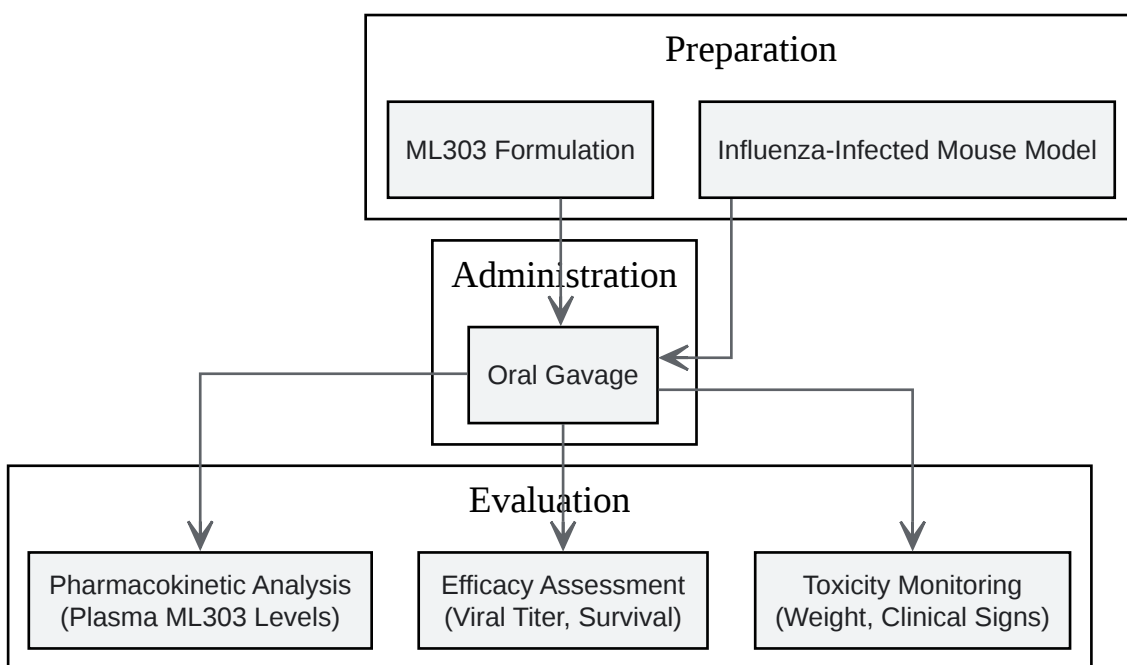 Preparation
ML303 Formulation
Influenza-Infected Mouse Model
Administration
Oral Gavage
Evaluation
Pharmacokinetic Analysis
(Plasma ML303 Levels)
Efficacy Assessment
(Viral Titer, Survival)
Toxicity Monitoring
(Weight, Clinical Signs)